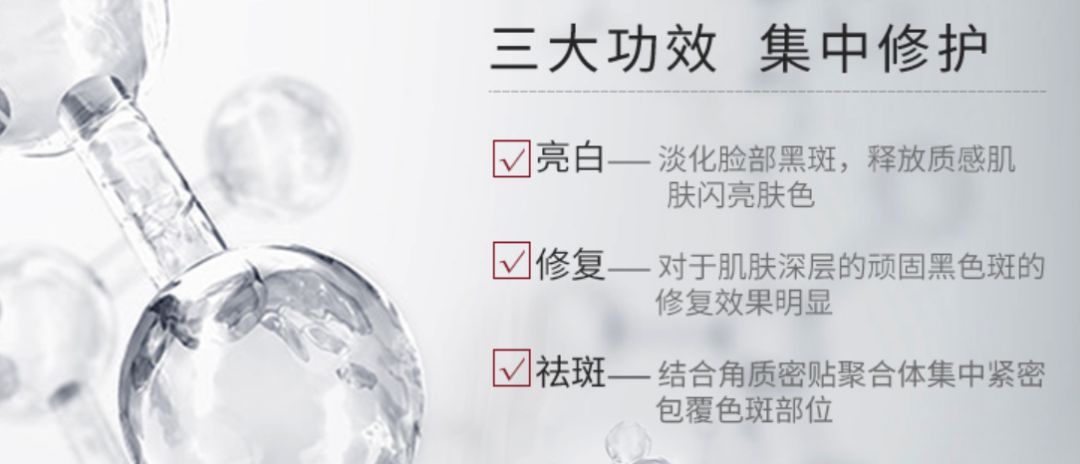 三大功效 集中修护
亮白——淡化脸部黑斑，释放质感肌
肤闪亮肤色
修复——对于肌肤深层的顽固黑色斑的
修复效果明显
祛斑——结合角质密贴聚合体集中紧密
包覆色斑部位